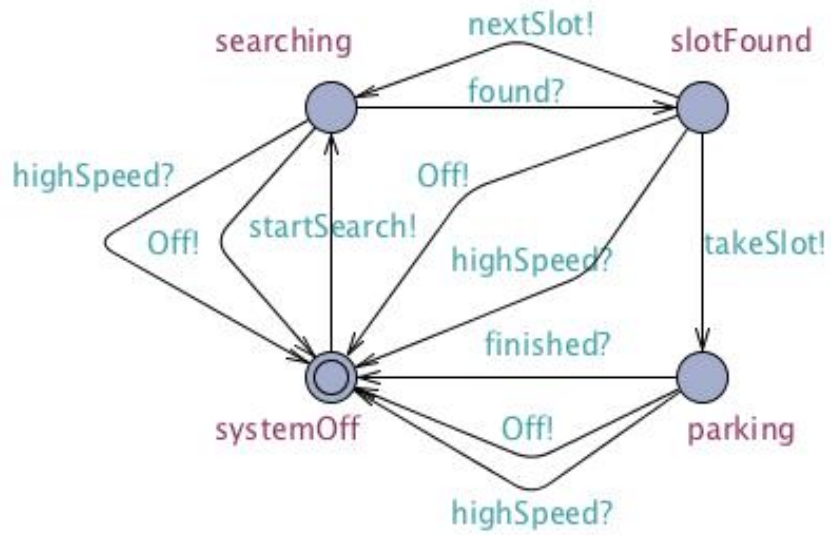 nextSlot!
searching
slotFound
found?
highSpeed?
Off!
Off!
startSearch!
takeSlot!
highSpeed?
finished?
systemOff
Off!
parking
highSpeed?